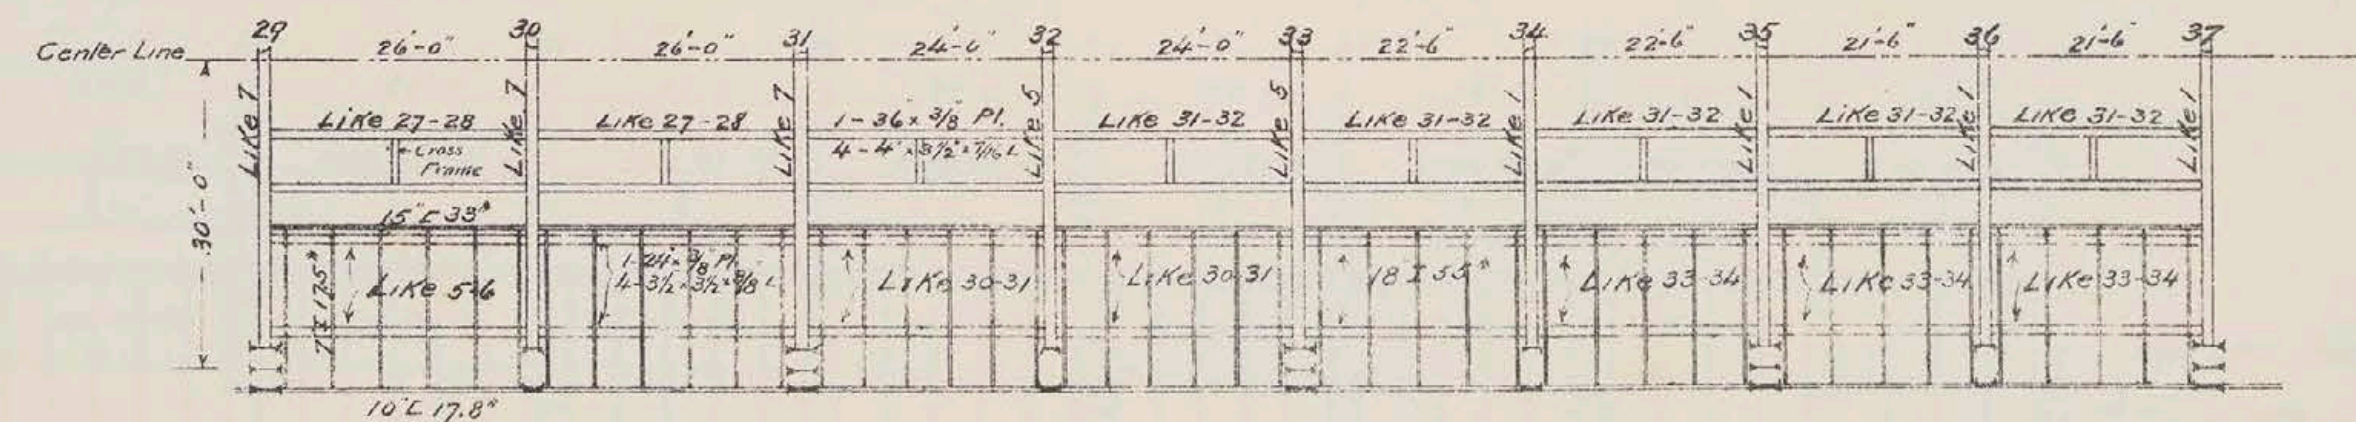 29 30 31 32 33 34 35 36 37
Center Line 26'-0" 26'-0" 24'-0" 24'-0" 22'-6" 22'-6" 21'-6" 21'-6"
Like 7 Like 7 Like 7 Like 5 Like 5 Like 1 Like 1 Like 1 Like 1
Like 27-28 Like 27-28 1-36" x 3/8" Pl. Like 31-32 Like 31-32 Like 31-32 Like 31-32 Like 31-32
4-4" x 3 1/2" x 7/16 L
Cross
Frame
30'-0"
15" [ 33#
7" I 17.5#
Like 5-6 1-24" x 3/8" Pl. Like 30-31 Like 30-31 18" I 55# Like 33-34 Like 33-34 Like 33-34
4-3 1/2 x 3 1/2 x 3/8" L
10" [ 17.8#